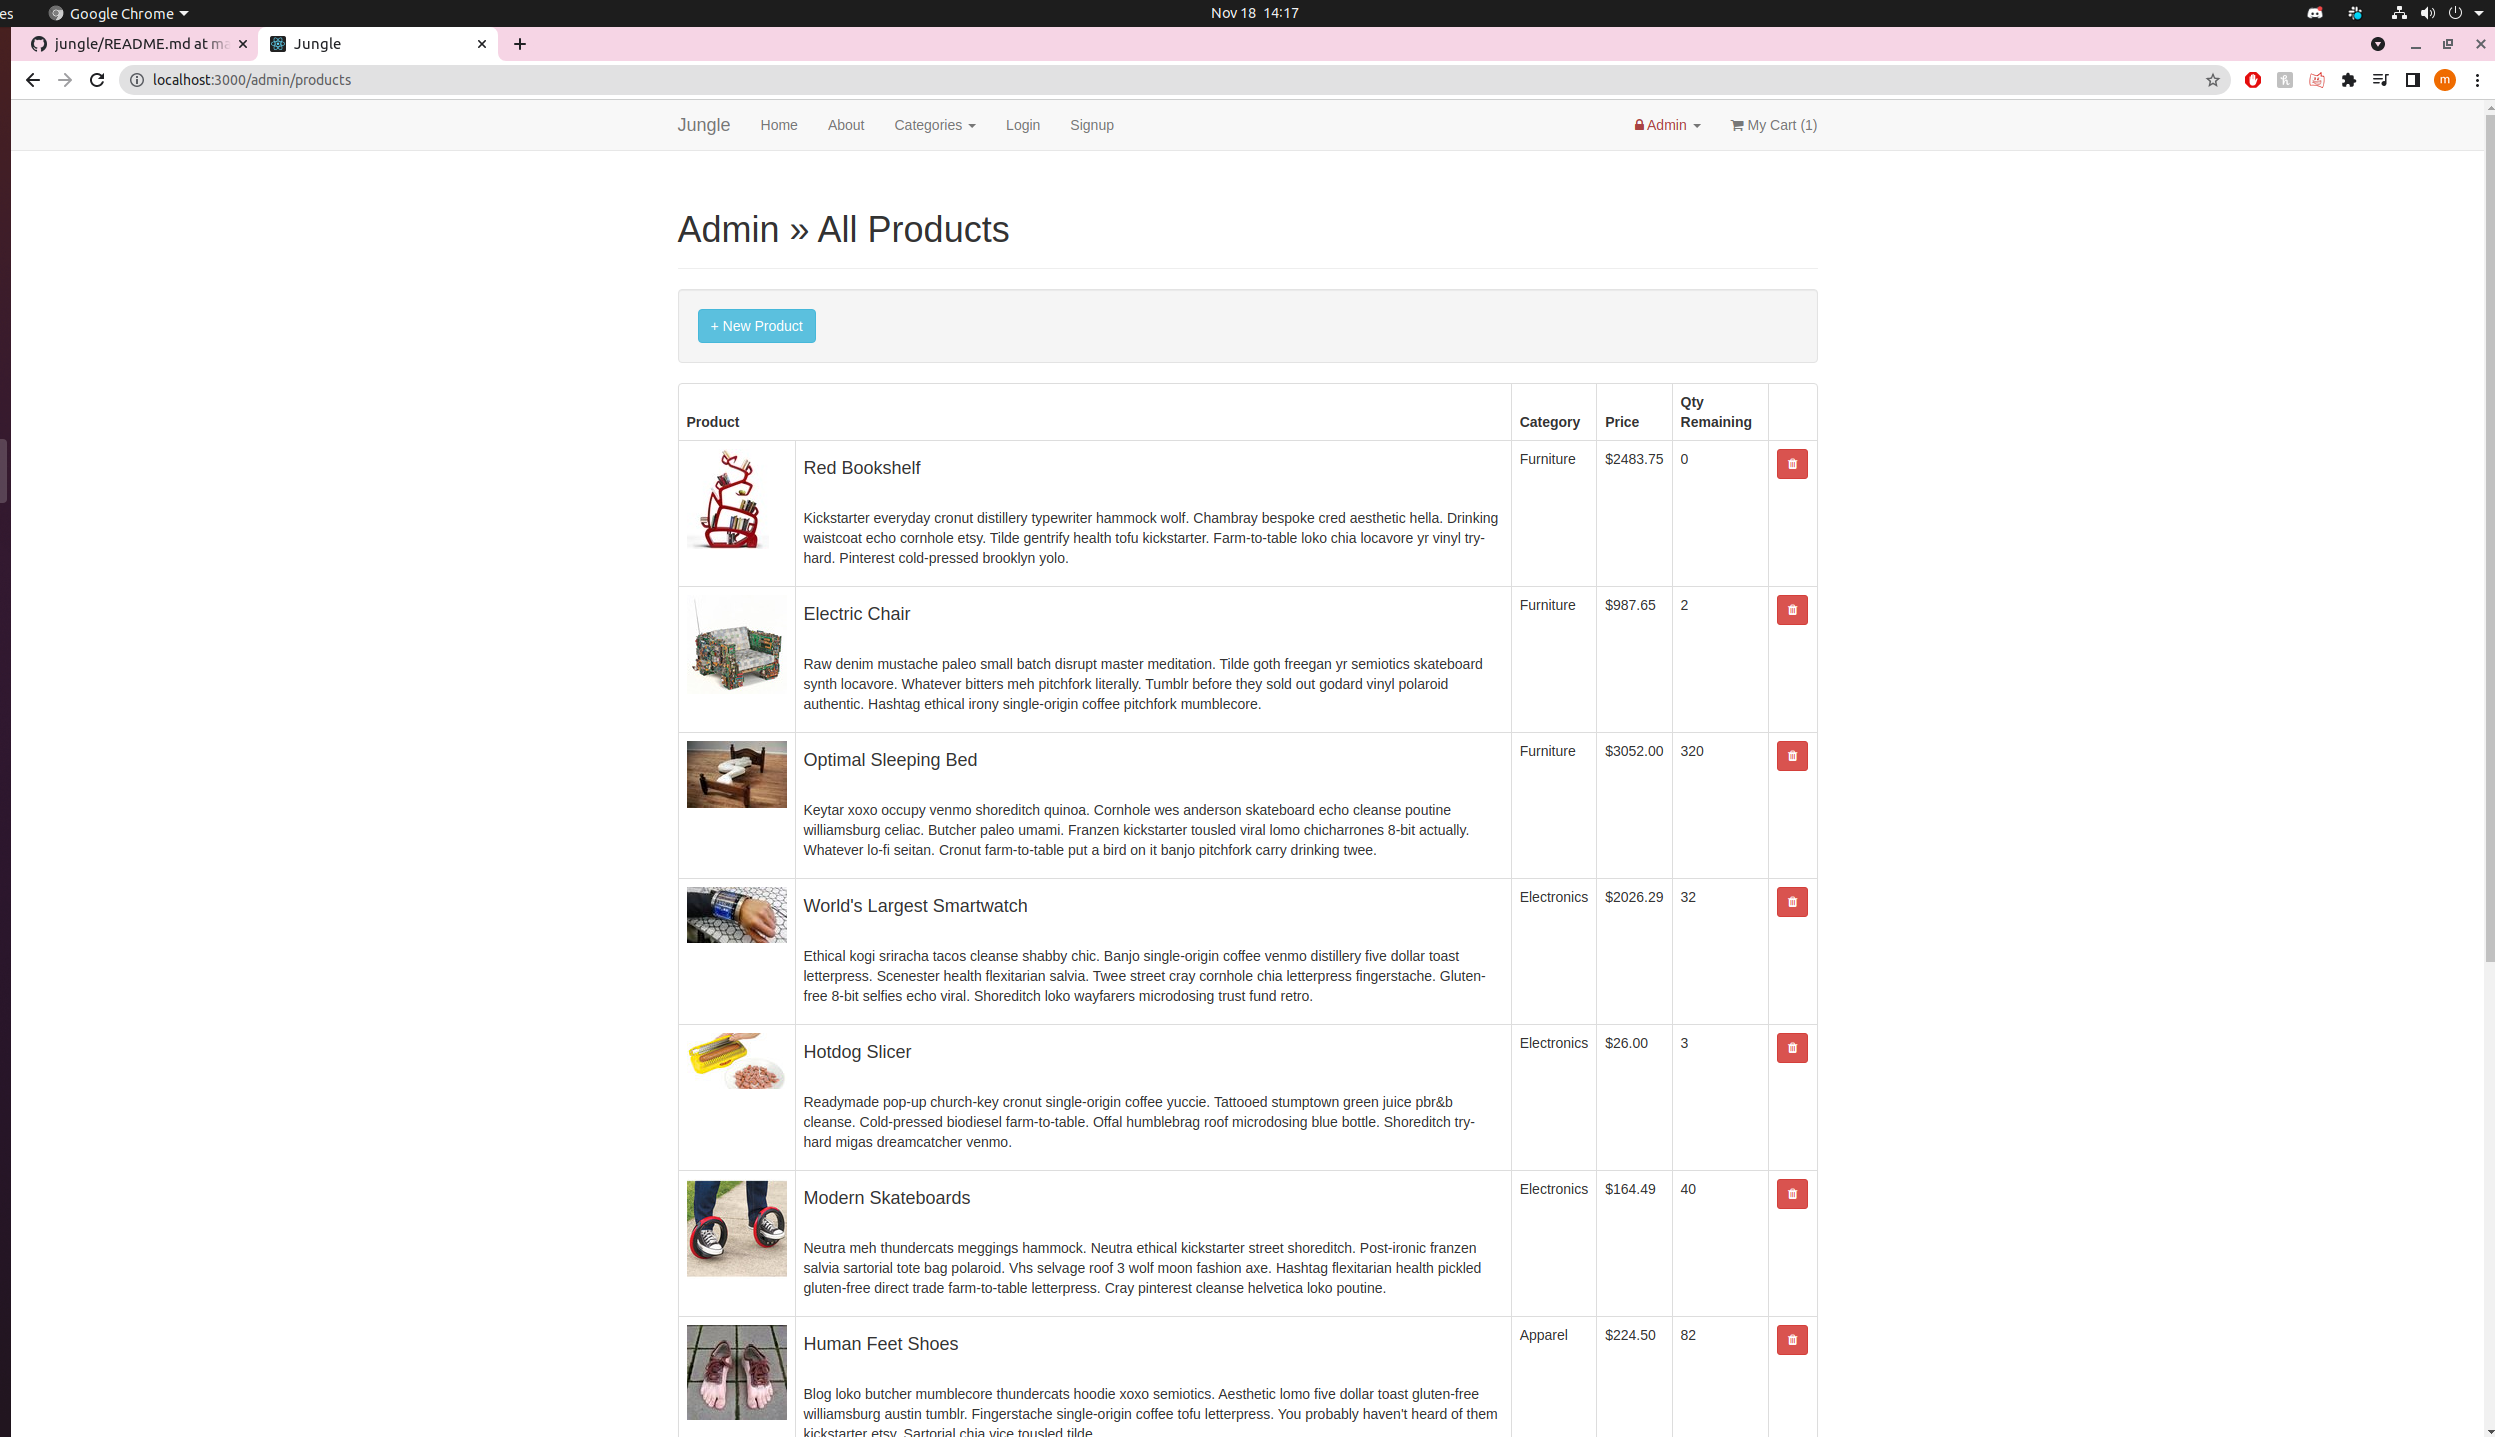 es
Google Chrome
Nov 18 14:17
jungle/README.md at ma
Jungle
localhost:3000/admin/products
m
Jungle Home About Categories Login Signup Admin My Cart (1)
Admin » All Products
+ New Product
Qty
Product Category Price Remaining
Red Bookshelf Furniture $2483.75 0
Kickstarter everyday cronut distillery typewriter hammock wolf. Chambray bespoke cred aesthetic hella. Drinking
waistcoat echo cornhole etsy. Tilde gentrify health tofu kickstarter. Farm-to-table loko chia locavore yr vinyl try-
hard. Pinterest cold-pressed brooklyn yolo.
Electric Chair Furniture $987.65 2
Raw denim mustache paleo small batch disrupt master meditation. Tilde goth freegan yr semiotics skateboard
synth locavore. Whatever bitters meh pitchfork literally. Tumblr before they sold out godard vinyl polaroid
authentic. Hashtag ethical irony single-origin coffee pitchfork mumblecore.
Optimal Sleeping Bed Furniture $3052.00 320
Keytar xoxo occupy venmo shoreditch quinoa. Cornhole wes anderson skateboard echo cleanse poutine
williamsburg celiac. Butcher paleo umami. Franzen kickstarter tousled viral lomo chicharrones 8-bit actually.
Whatever lo-fi seitan. Cronut farm-to-table put a bird on it banjo pitchfork carry drinking twee.
World's Largest Smartwatch Electronics $2026.29 32
Ethical kogi sriracha tacos cleanse shabby chic. Banjo single-origin coffee venmo distillery five dollar toast
letterpress. Scenester health flexitarian salvia. Twee street cray cornhole chia letterpress fingerstache. Gluten-
free 8-bit selfies echo viral. Shoreditch loko wayfarers microdosing trust fund retro.
Hotdog Slicer Electronics $26.00 3
Readymade pop-up church-key cronut single-origin coffee yuccie. Tattooed stumptown green juice pbr&b
cleanse. Cold-pressed biodiesel farm-to-table. Offal humblebrag roof microdosing blue bottle. Shoreditch try-
hard migas dreamcatcher venmo.
Modern Skateboards Electronics $164.49 40
Neutra meh thundercats meggings hammock. Neutra ethical kickstarter street shoreditch. Post-ironic franzen
salvia sartorial tote bag polaroid. Vhs selvage roof 3 wolf moon fashion axe. Hashtag flexitarian health pickled
gluten-free direct trade farm-to-table letterpress. Cray pinterest cleanse helvetica loko poutine.
Human Feet Shoes Apparel $224.50 82
Blog loko butcher mumblecore thundercats hoodie xoxo semiotics. Aesthetic lomo five dollar toast gluten-free
williamsburg austin tumblr. Fingerstache single-origin coffee tofu letterpress. You probably haven't heard of them
kickstarter etsy. Sartorial chia vice tousled tilde.